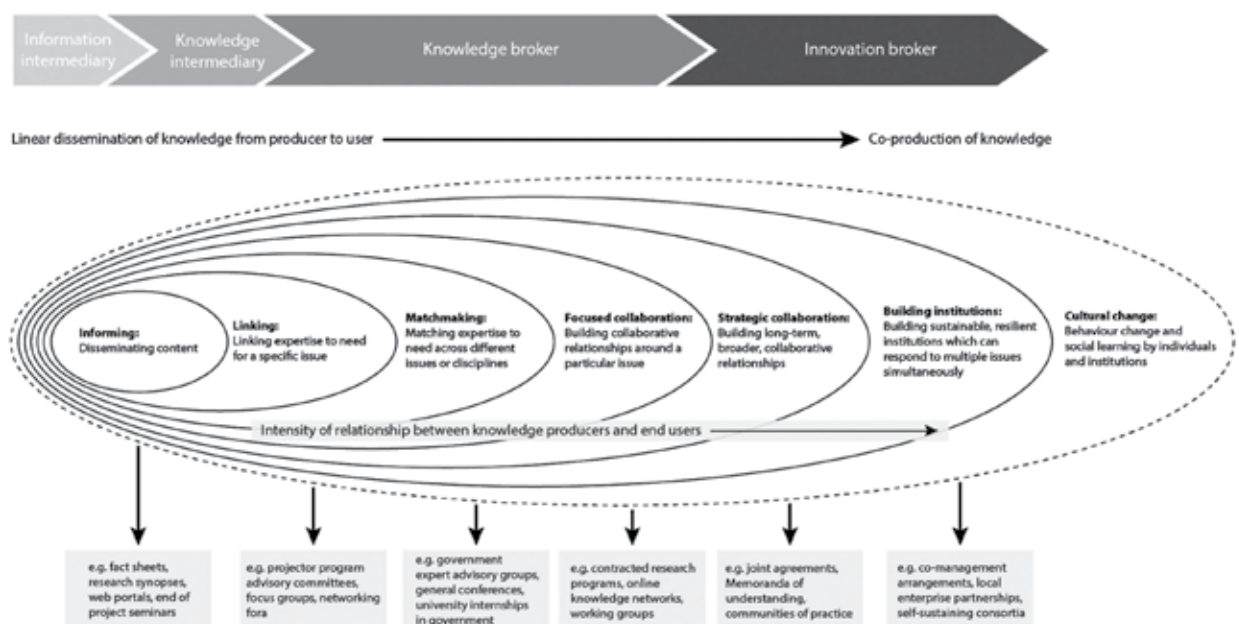 Information
intermediary
Knowledge
intermediary
Knowledge broker
Innovation broker
Linear dissemination of knowledge from producer to user
Co-production of knowledge
Informing:
Disseminating content
Linking:
Linking expertise to need
for a specific issue
Matchmaking:
Matching expertise to
need across different
issues or disciplines
Focused collaboration:
Building collaborative
relationships around a
particular issue
Strategic collaboration:
Building long-term,
broader, collaborative
relationships
Building institutions:
Building sustainable, resilient
institutions which can
respond to multiple issues
simultaneously
Cultural change:
Behaviour change and
social learning by individuals
and institutions
Intensity of relationship between knowledge producers and end users
e.g. fact sheets,
research synopses,
web portals, end of
project seminars
e.g. projector program
advisory committees,
focus groups, networking
fora
e.g. government
expert advisory groups,
general conferences,
university internships
in government
e.g. contracted research
programs, online
knowledge networks,
working groups
e.g. joint agreements,
Memoranda of
understanding,
communities of practice
e.g. co-management
arrangements, local
enterprise partnerships,
self-sustaining consortia